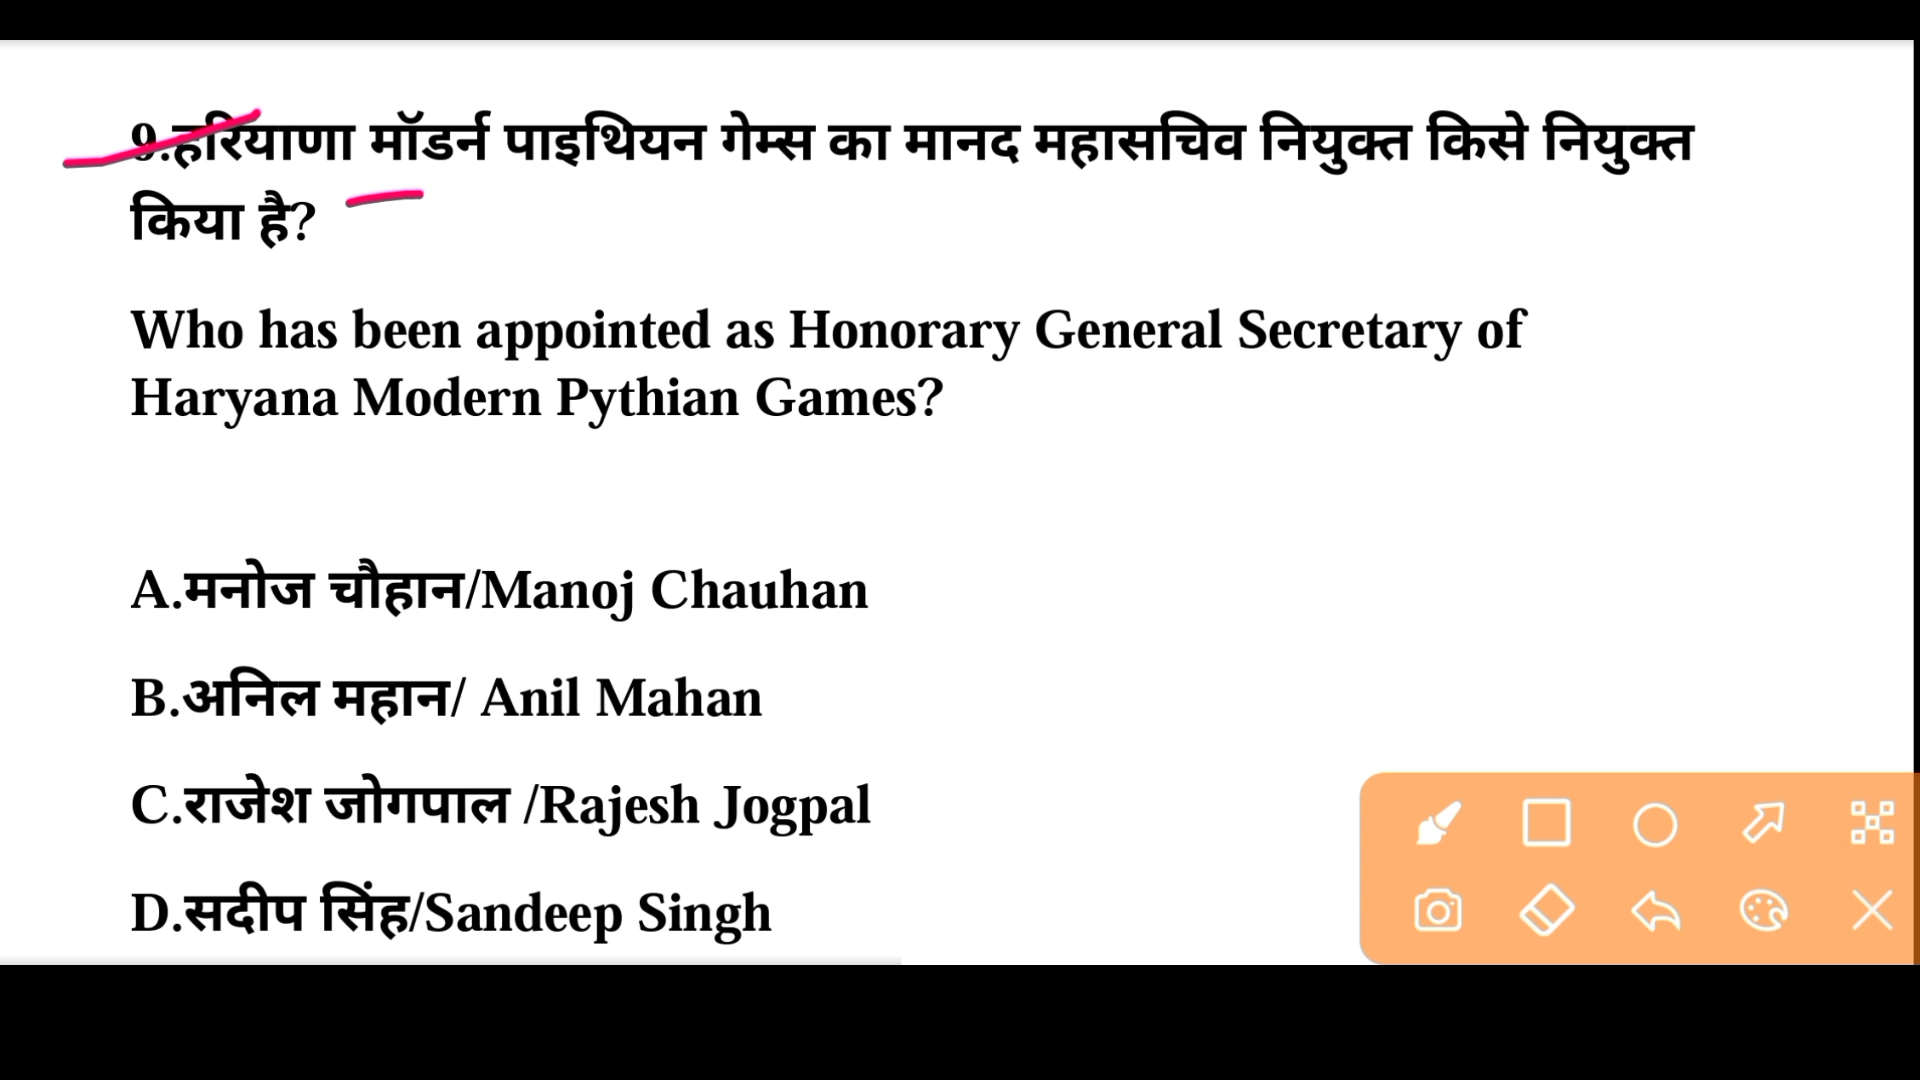 9.हरियाणा मॉडर्न पाइथियन गेम्स का मानद महासचिव नियुक्त किसे नियुक्त
किया है?
Who has been appointed as Honorary General Secretary of
Haryana Modern Pythian Games?
A.मनोज चौहान/Manoj Chauhan
B.अनिल महान/ Anil Mahan
C.राजेश जोगपाल /Rajesh Jogpal
D.सदीप सिंह/Sandeep Singh